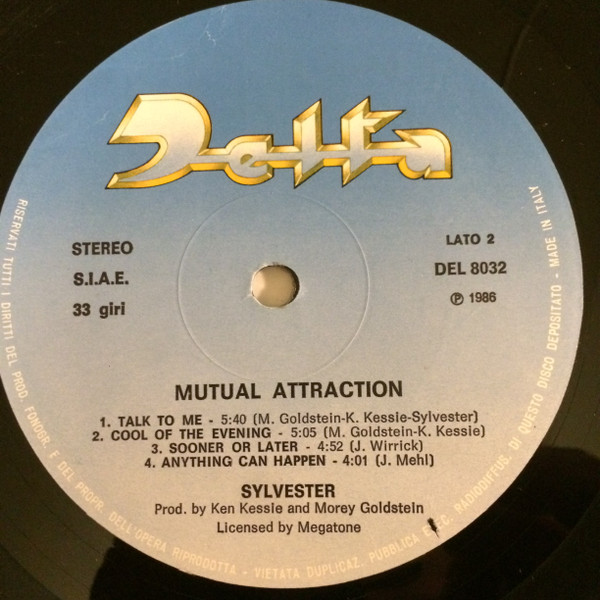 Delta
STEREO
S.I.A.E.
33 giri
LATO 2
DEL 8032
℗ 1986
MUTUAL ATTRACTION
1. TALK TO ME - 5:40 (M. Goldstein-K. Kessie-Sylvester)
2. COOL OF THE EVENING - 5:05 (M. Goldstein-K. Kessie)
3. SOONER OR LATER - 4:52 (J. Wirrick)
4. ANYTHING CAN HAPPEN - 4:01 (J. Mehl)
SYLVESTER
Prod. by Ken Kessie and Morey Goldstein
Licensed by Megatone
RISERVATI TUTTI I DIRITTI DEL PROD. FONOGR. E DEL PROPR. DELL'OPERA RIPRODOTTA - VIETATA DUPLICAZ. PUBBLICA E RADIODIFFUS. DI QUESTO DISCO DEPOSITATO - MADE IN ITALY